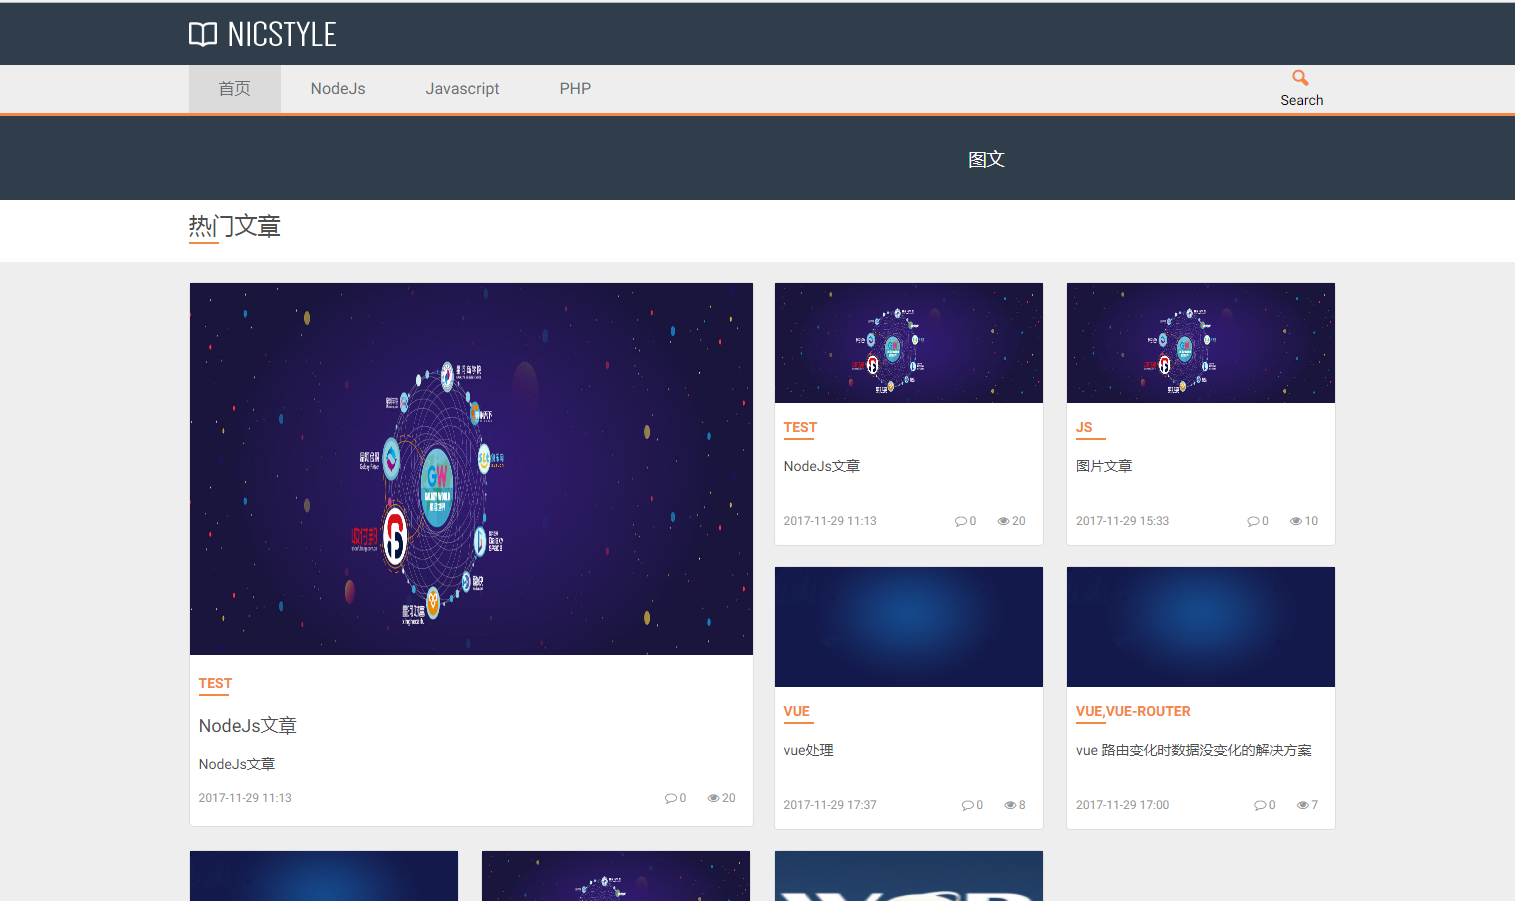 NICSTYLE
首页
NodeJs
Javascript
PHP
Search
图文
热门文章
GW
GALAXY WORLD
TEST
NodeJs文章
NodeJs文章
2017-11-29 11:13
0
20
TEST
NodeJs文章
2017-11-29 11:13
0
20
JS
图片文章
2017-11-29 15:33
0
10
VUE
vue处理
2017-11-29 17:37
0
8
VUE,VUE-ROUTER
vue 路由变化时数据没变化的解决方案
2017-11-29 17:00
0
7